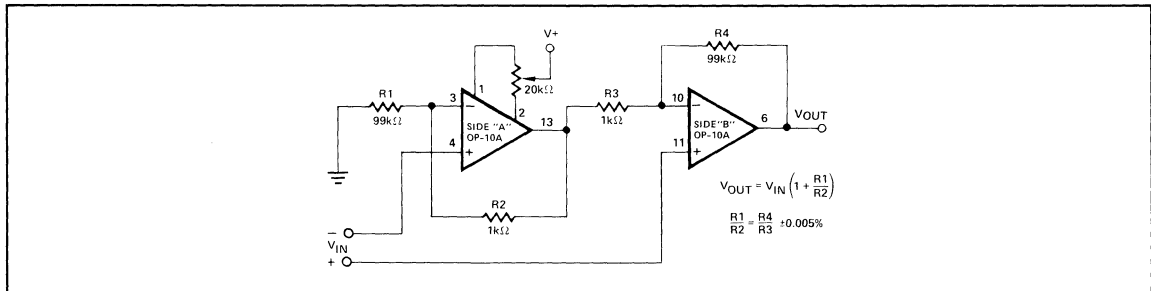 V+
R4
99kΩ
1
20kΩ
R1
99kΩ
3
−
2
SIDE "A"
OP-10A
13
4
+
R3
1kΩ
10
−
SIDE "B"
OP-10A
6
11
+
VOUT
R2
1kΩ
VOUT = VIN (1 + R1/R2)
R1/R2 = R4/R3 ±0.005%
−
VIN
+